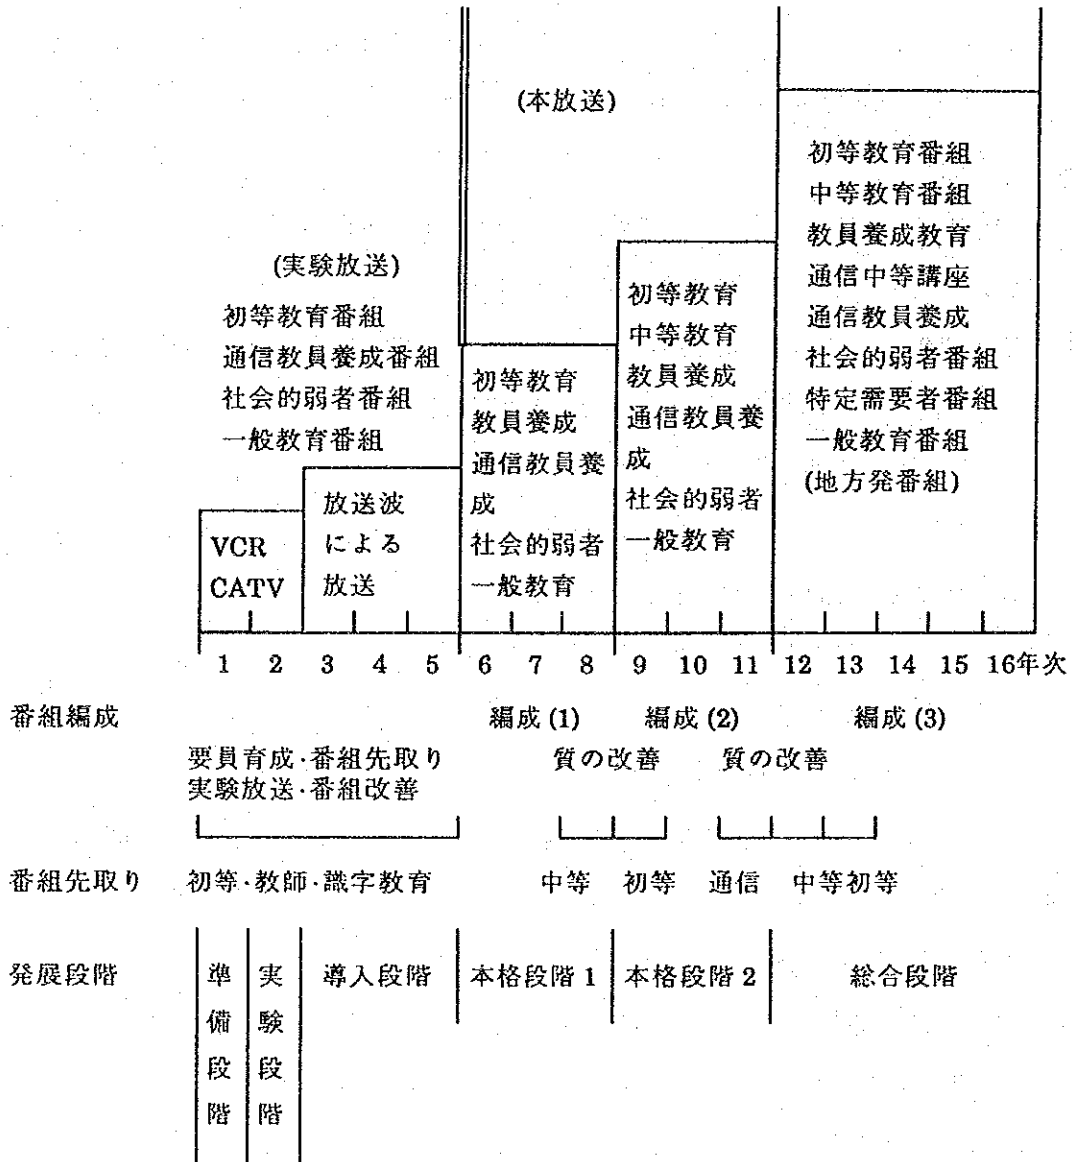 (本放送)
(実験放送)
初等教育番組
通信教員養成番組
社会的弱者番組
一般教育番組
VCR
CATV
放送波
による
放送
初等教育
教員養成
通信教員養
成
社会的弱者
一般教育
初等教育
中等教育
教員養成
通信教員養
成
社会的弱者
一般教育
初等教育番組
中等教育番組
教員養成教育
通信中等講座
通信教員養成
社会的弱者番組
特定需要者番組
一般教育番組
(地方発番組)
1 2 3 4 5 6 7 8 9 10 11 12 13 14 15 16年次
番組編成 編成(1) 編成(2) 編成(3)
要員育成·番組先取り 質の改善 質の改善
実験放送·番組改善
番組先取り 初等·教師·識字教育 中等 初等 通信 中等初等
発展段階 準備段階 実験段階 導入段階 本格段階1 本格段階2 総合段階